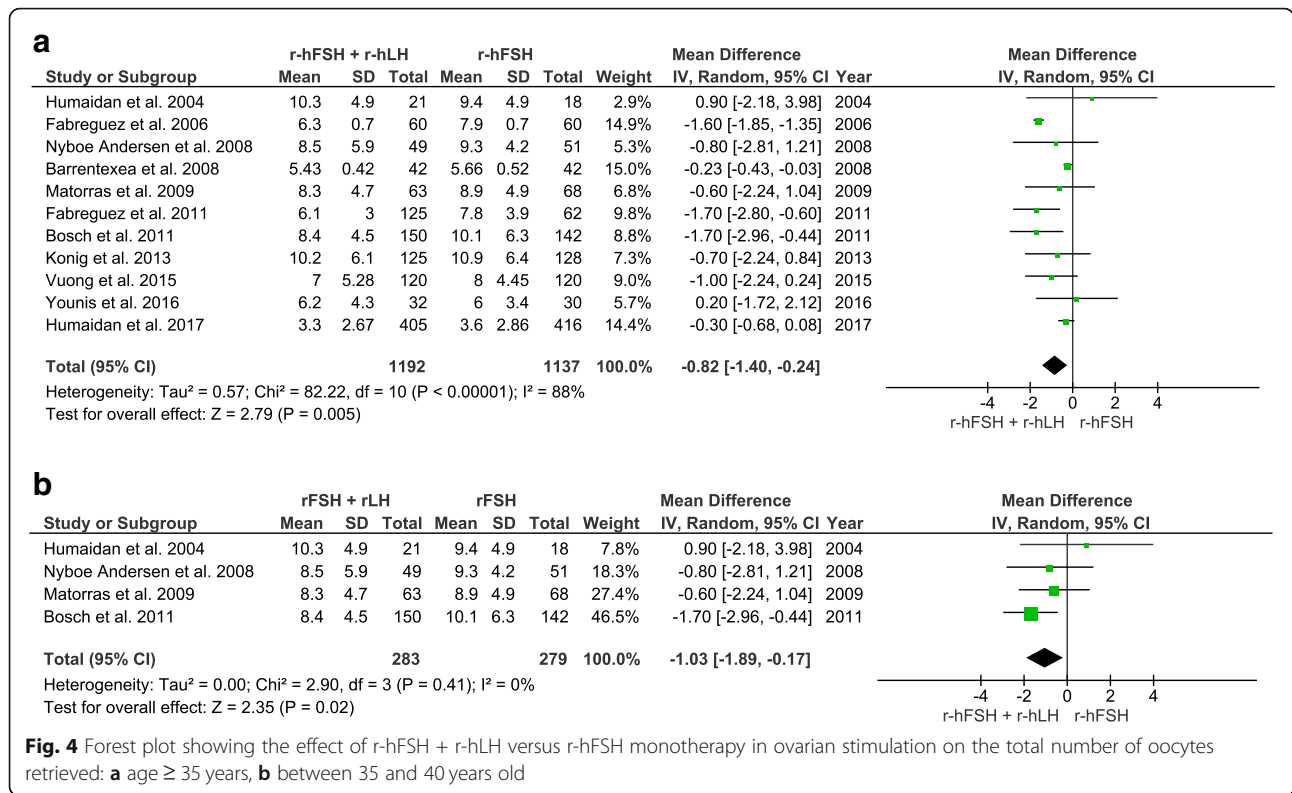 a
r-hFSH + r-hLH r-hFSH Mean Difference Mean Difference
Study or Subgroup Mean SD Total Mean SD Total Weight IV, Random, 95% CI Year IV, Random, 95% CI
Humaidan et al. 2004 10.3 4.9 21 9.4 4.9 18 2.9% 0.90 [-2.18, 3.98] 2004
Fabreguez et al. 2006 6.3 0.7 60 7.9 0.7 60 14.9% -1.60 [-1.85, -1.35] 2006
Nyboe Andersen et al. 2008 8.5 5.9 49 9.3 4.2 51 5.3% -0.80 [-2.81, 1.21] 2008
Barrentexea et al. 2008 5.43 0.42 42 5.66 0.52 42 15.0% -0.23 [-0.43, -0.03] 2008
Matorras et al. 2009 8.3 4.7 63 8.9 4.9 68 6.8% -0.60 [-2.24, 1.04] 2009
Fabreguez et al. 2011 6.1 3 125 7.8 3.9 62 9.8% -1.70 [-2.80, -0.60] 2011
Bosch et al. 2011 8.4 4.5 150 10.1 6.3 142 8.8% -1.70 [-2.96, -0.44] 2011
Konig et al. 2013 10.2 6.1 125 10.9 6.4 128 7.3% -0.70 [-2.24, 0.84] 2013
Vuong et al. 2015 7 5.28 120 8 4.45 120 9.0% -1.00 [-2.24, 0.24] 2015
Younis et al. 2016 6.2 4.3 32 6 3.4 30 5.7% 0.20 [-1.72, 2.12] 2016
Humaidan et al. 2017 3.3 2.67 405 3.6 2.86 416 14.4% -0.30 [-0.68, 0.08] 2017
Total (95% CI) 1192 1137 100.0% -0.82 [-1.40, -0.24]
Heterogeneity: Tau² = 0.57; Chi² = 82.22, df = 10 (P < 0.00001); I² = 88%
Test for overall effect: Z = 2.79 (P = 0.005)
-4 -2 0 2 4
r-hFSH + r-hLH r-hFSH
b
rFSH + rLH rFSH Mean Difference Mean Difference
Study or Subgroup Mean SD Total Mean SD Total Weight IV, Random, 95% CI Year IV, Random, 95% CI
Humaidan et al. 2004 10.3 4.9 21 9.4 4.9 18 7.8% 0.90 [-2.18, 3.98] 2004
Nyboe Andersen et al. 2008 8.5 5.9 49 9.3 4.2 51 18.3% -0.80 [-2.81, 1.21] 2008
Matorras et al. 2009 8.3 4.7 63 8.9 4.9 68 27.4% -0.60 [-2.24, 1.04] 2009
Bosch et al. 2011 8.4 4.5 150 10.1 6.3 142 46.5% -1.70 [-2.96, -0.44] 2011
Total (95% CI) 283 279 100.0% -1.03 [-1.89, -0.17]
Heterogeneity: Tau² = 0.00; Chi² = 2.90, df = 3 (P = 0.41); I² = 0%
Test for overall effect: Z = 2.35 (P = 0.02)
-4 -2 0 2 4
r-hFSH + r-hLH r-hFSH
Fig. 4 Forest plot showing the effect of r-hFSH + r-hLH versus r-hFSH monotherapy in ovarian stimulation on the total number of oocytes
retrieved: a age ≥ 35 years, b between 35 and 40 years old